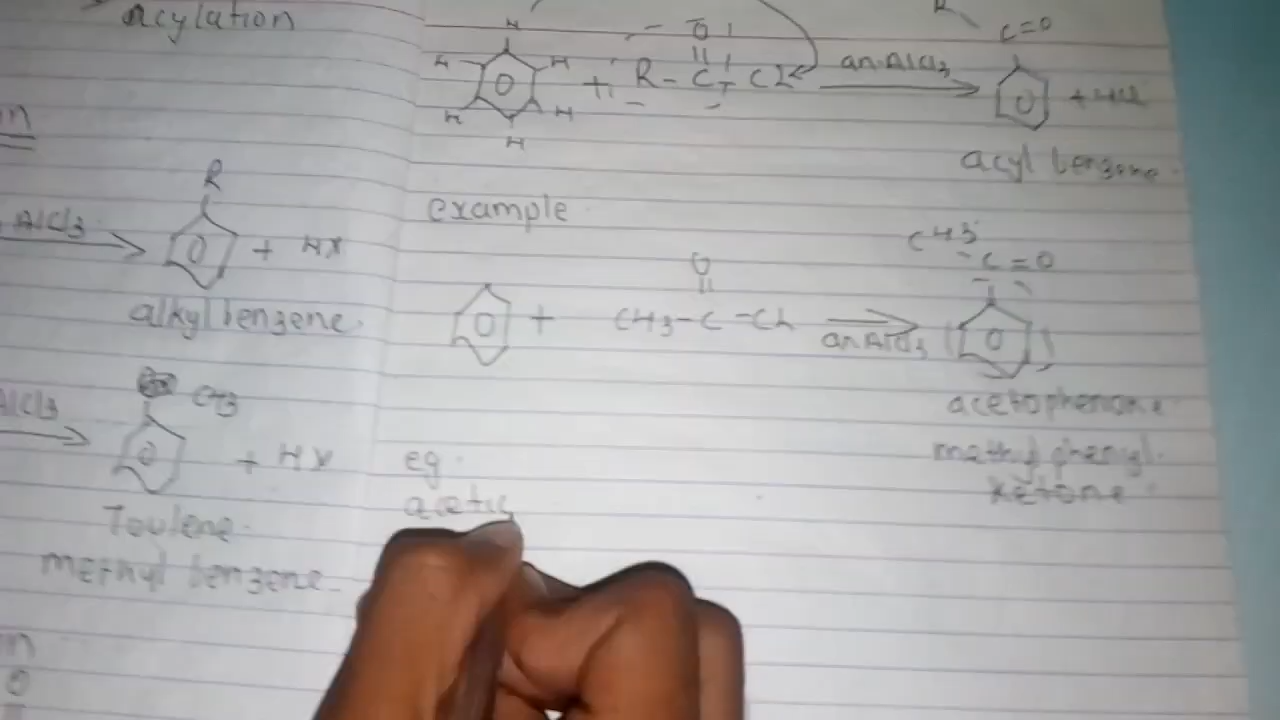 acylation
H
O
R
C=O
H
H
+ R-C-Cl
an.AlCl3
+ HCl
H
H
H
acyl benzene
R
AlCl3
+ HX
example
alkyl benzene.
CH3
C=O
O
+ CH3-C-Cl
an AlCl3
acetophenone
methyl phenyl
ketone
AlCl3
CH3
+ HX
Toulene.
methyl benzene
eg.
acetic